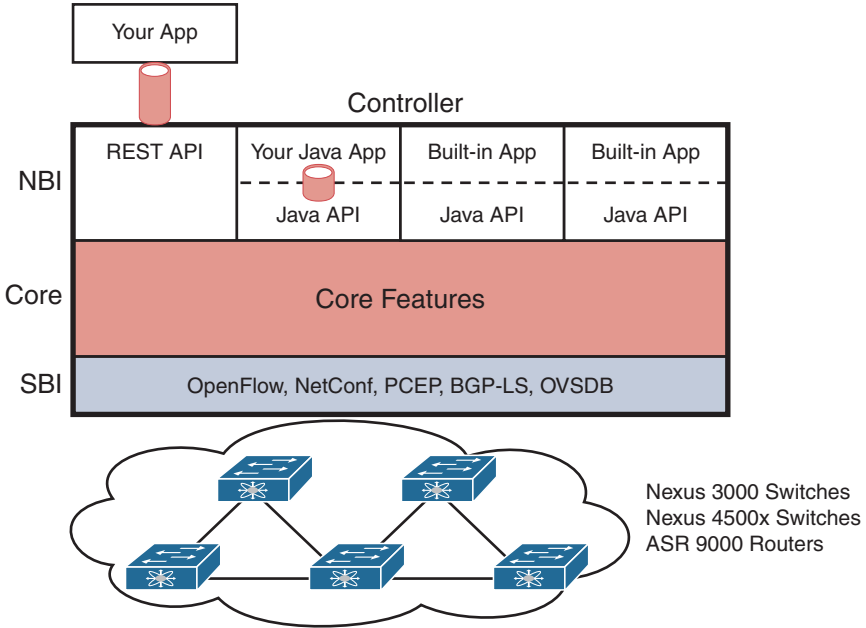 Your App
Controller
NBI
REST API
Your Java App
Java API
Built-in App
Java API
Built-in App
Java API
Core
Core Features
SBI
OpenFlow, NetConf, PCEP, BGP-LS, OVSDB
Nexus 3000 Switches
Nexus 4500x Switches
ASR 9000 Routers